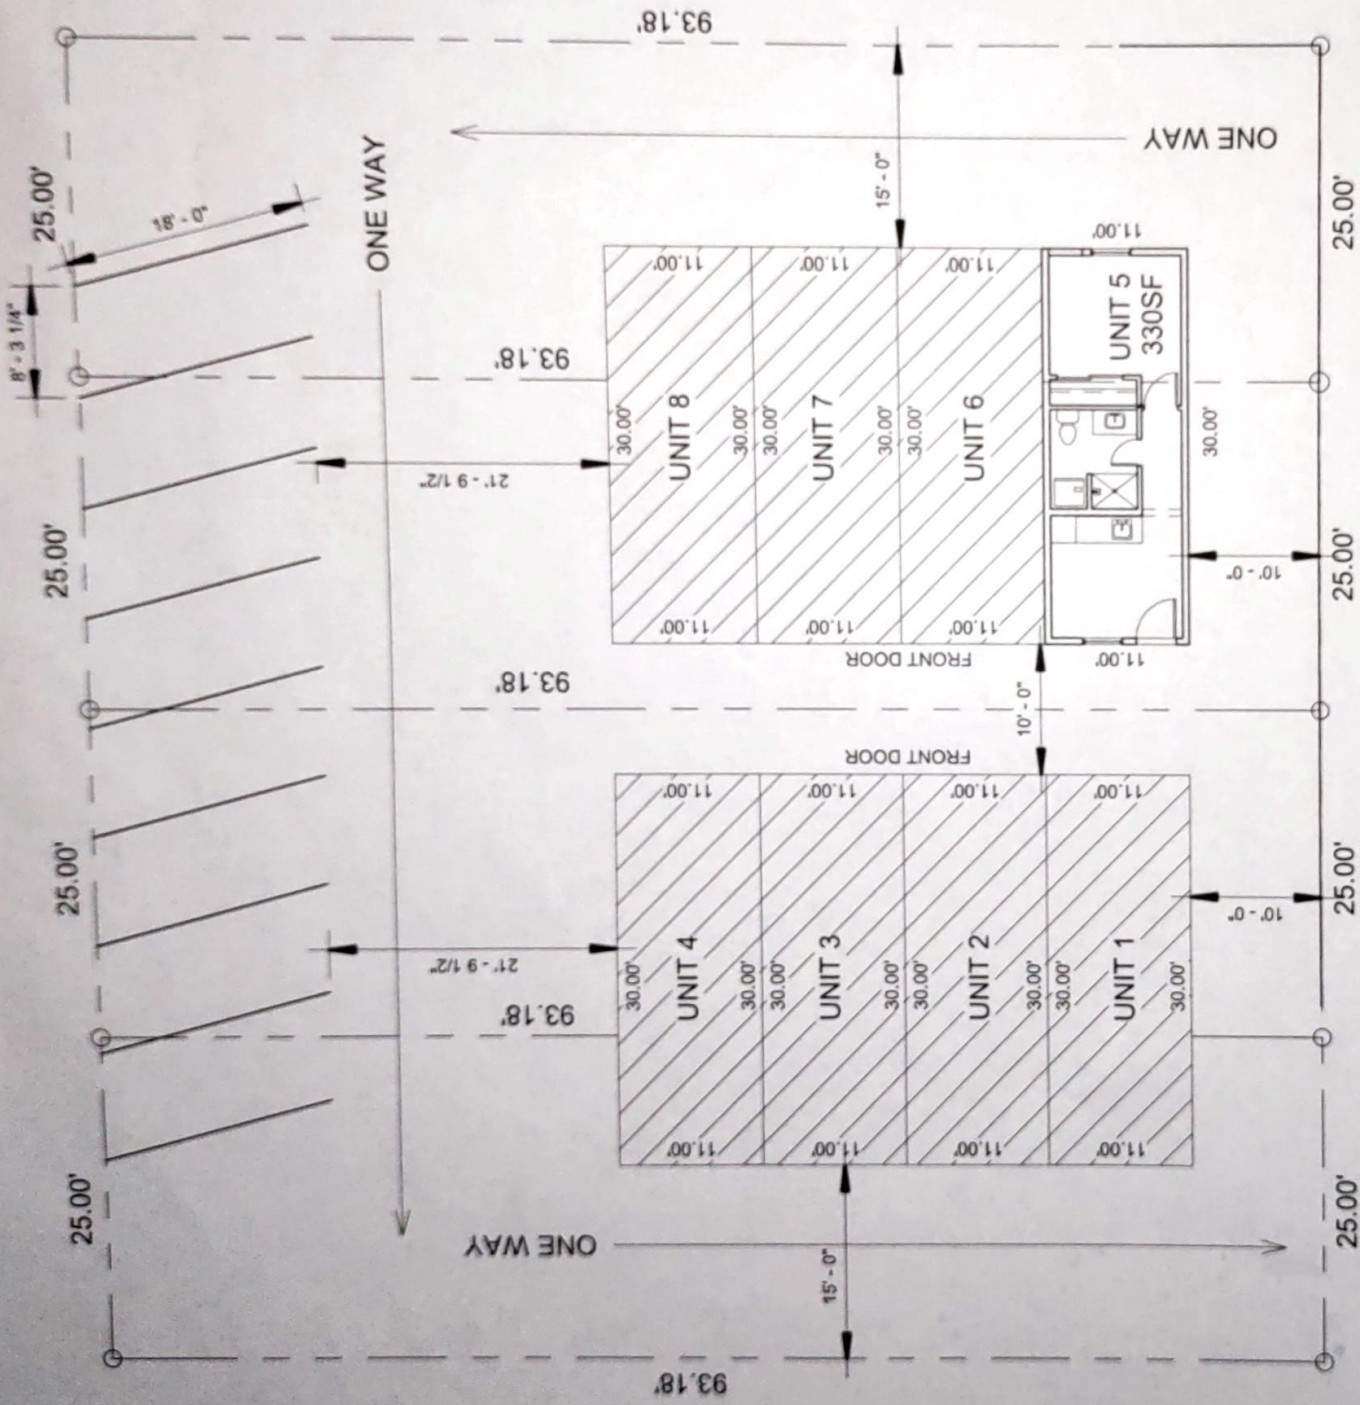 93.18'
25.00'
18' - 0"
8' - 3 1/4"
ONE WAY
ONE WAY
15' - 0"
25.00'
93.18'
11.00'
11.00'
11.00'
11.00'
30.00'
UNIT 8
30.00'
30.00'
UNIT 7
30.00'
30.00'
UNIT 6
UNIT 5
330SF
30.00'
21' - 9 1/2"
25.00'
11.00'
11.00'
11.00'
11.00'
10' - 0"
25.00'
FRONT DOOR
93.18'
10' - 0"
FRONT DOOR
11.00'
11.00'
11.00'
11.00'
25.00'
21' - 9 1/2"
30.00'
UNIT 4
30.00'
30.00'
UNIT 3
30.00'
30.00'
UNIT 2
30.00'
30.00'
UNIT 1
30.00'
10' - 0"
25.00'
93.18'
11.00'
11.00'
11.00'
11.00'
25.00'
ONE WAY
15' - 0"
25.00'
93.18'